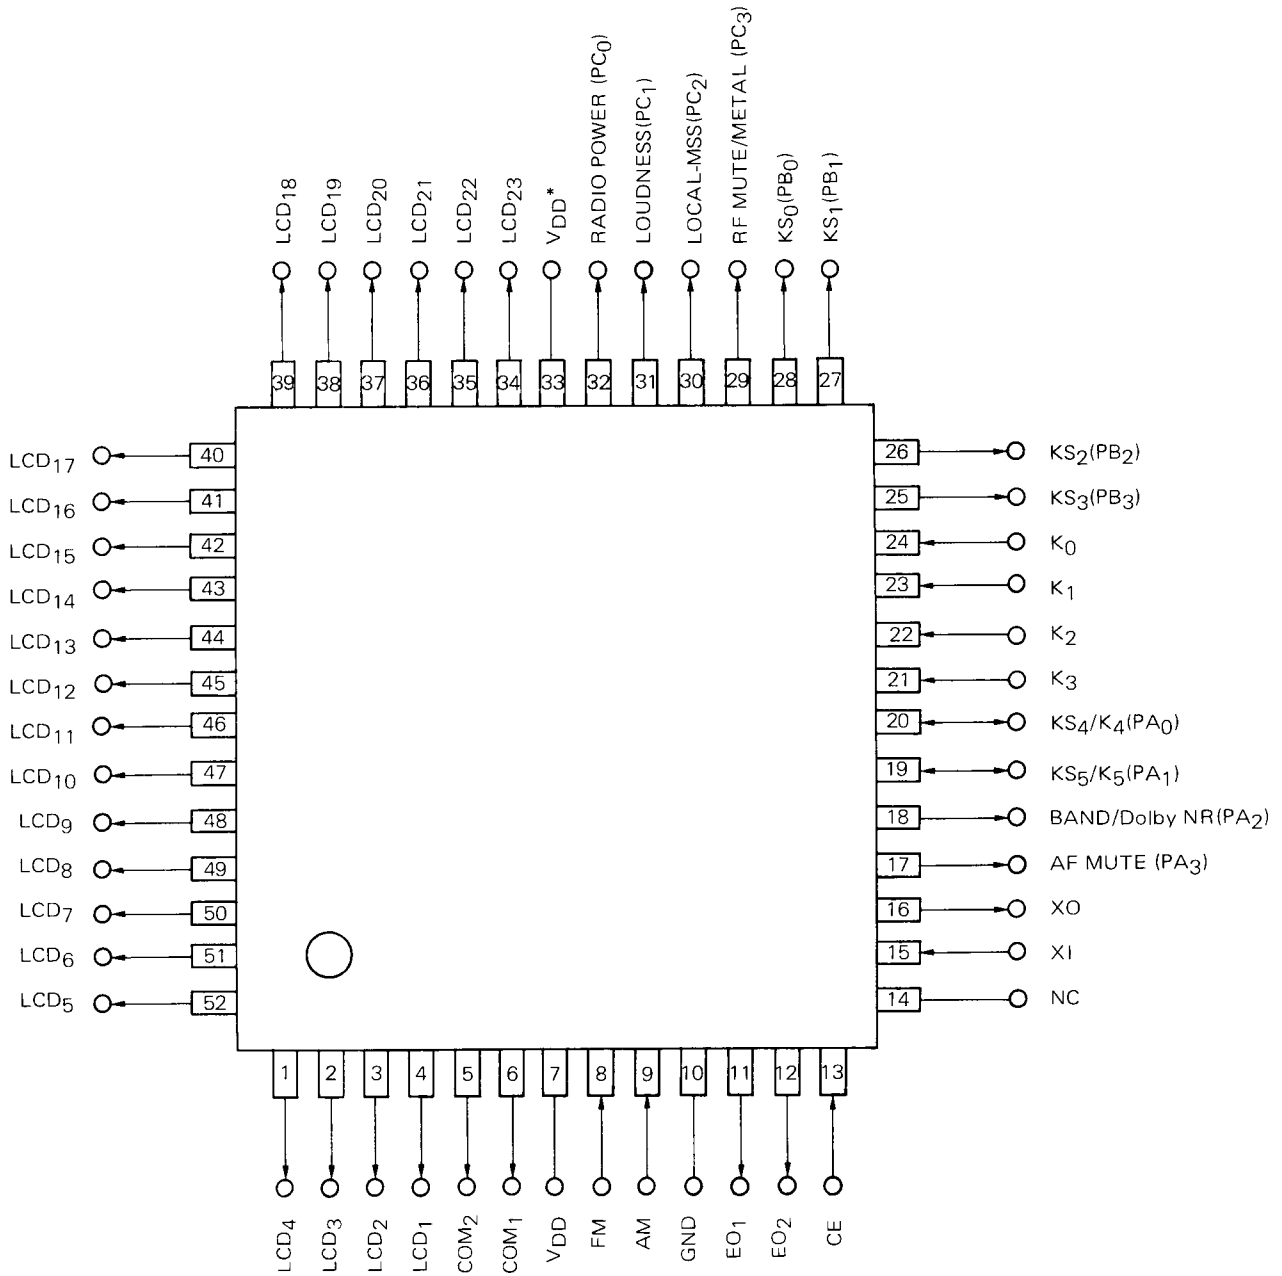 LCD18
LCD19
LCD20
LCD21
LCD22
LCD23
VDD*
RADIO POWER (PC0)
LOUDNESS(PC1)
LOCAL-MSS(PC2)
RF MUTE/METAL (PC3)
KS0(PB0)
KS1(PB1)
39 38 37 36 35 34 33 32 31 30 29 28 27
LCD17 40
LCD16 41
LCD15 42
LCD14 43
LCD13 44
LCD12 45
LCD11 46
LCD10 47
LCD9 48
LCD8 49
LCD7 50
LCD6 51
LCD5 52
26 KS2(PB2)
25 KS3(PB3)
24 K0
23 K1
22 K2
21 K3
20 KS4/K4(PA0)
19 KS5/K5(PA1)
18 BAND/Dolby NR(PA2)
17 AF MUTE (PA3)
16 XO
15 XI
14 NC
1 2 3 4 5 6 7 8 9 10 11 12 13
LCD4
LCD3
LCD2
LCD1
COM2
COM1
VDD
FM
AM
GND
EO1
EO2
CE